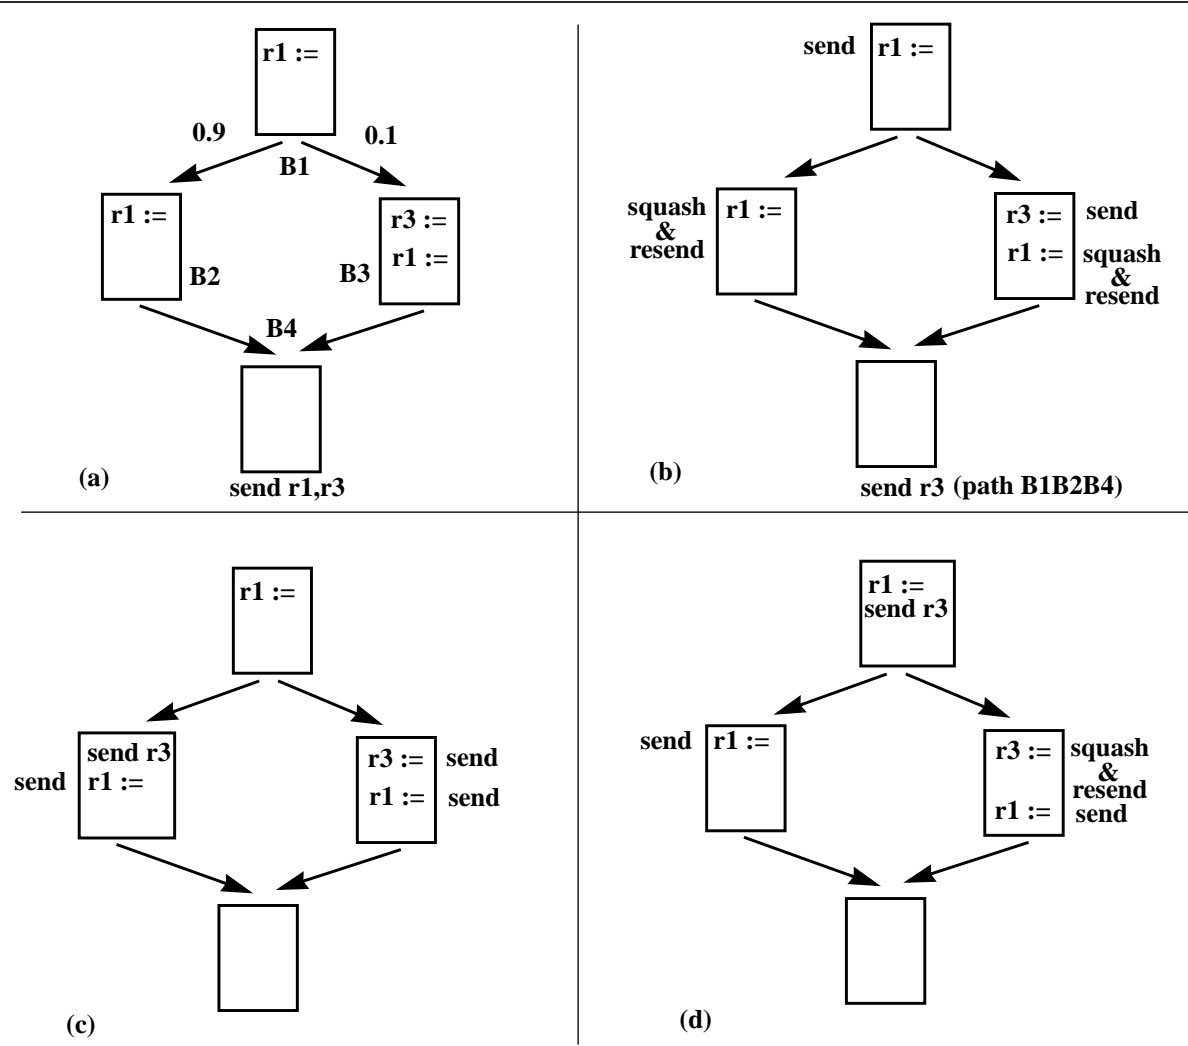 r1 :=
0.9
0.1
B1
r1 :=
r3 :=
r1 :=
B2
B3
B4
(a)
send r1,r3
send
r1 :=
squash
&
resend
r1 :=
r3 :=
send
r1 :=
squash
&
resend
(b)
send r3 (path B1B2B4)
r1 :=
send r3
send
r1 :=
r3 :=
send
r1 :=
send
(c)
r1 :=
send r3
send
r1 :=
r3 :=
squash
&
resend
r1 :=
send
(d)